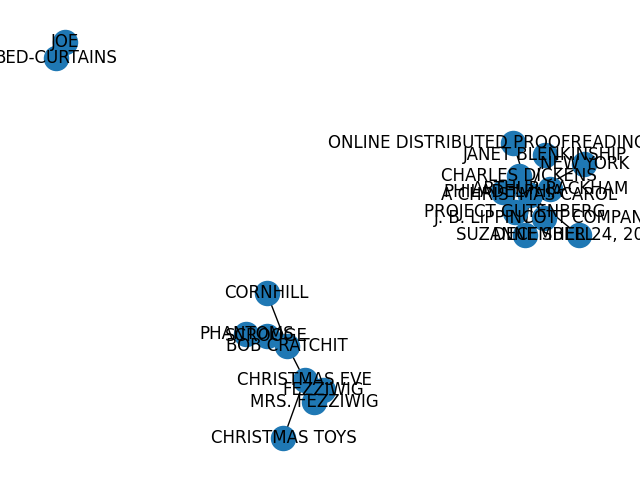 JOE
BED-CURTAINS
ONLINE DISTRIBUTED PROOFREADING
JANET BLENKINSHIP
NEW YORK
CHARLES DICKENS
ARTHUR RACKHAM
A CHRISTMAS CAROL
PROJECT GUTENBERG
J. B. LIPPINCOTT COMPAN
SUZANNE SHELL
DECEMBER 24, 20
CORNHILL
PHANTOMS
SCROOGE
BOB CRATCHIT
CHRISTMAS EVE
FEZZIWIG
MRS. FEZZIWIG
CHRISTMAS TOYS